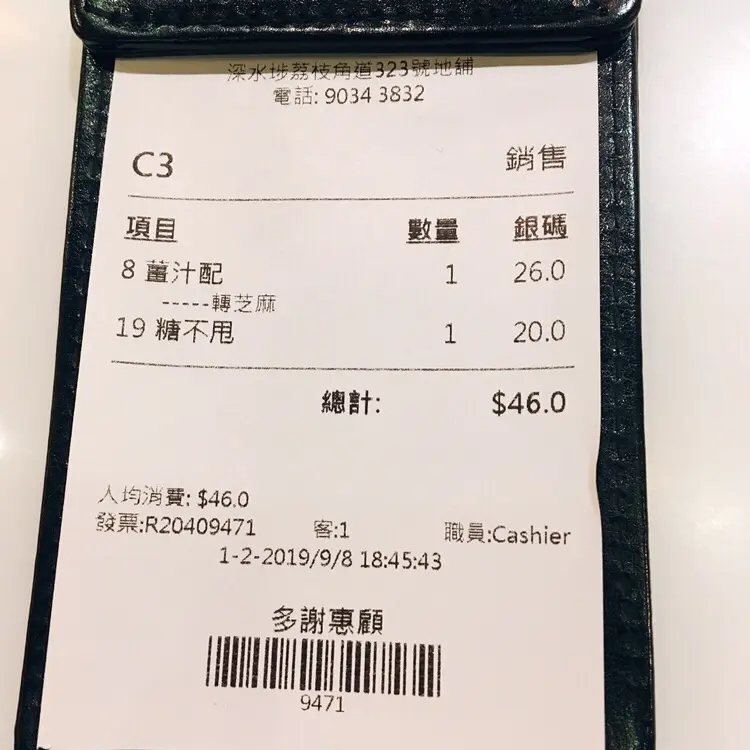 深水埗荔枝角道323號地舖
電話: 9034 3832
C3 銷售
項目 數量 銀碼
8 薑汁配 1 26.0
-----轉芝麻
19 糖不甩 1 20.0
總計: $46.0
人均消費: $46.0
發票:R20409471 客:1 職員:Cashier
1-2-2019/9/8 18:45:43
多謝惠顧
9471